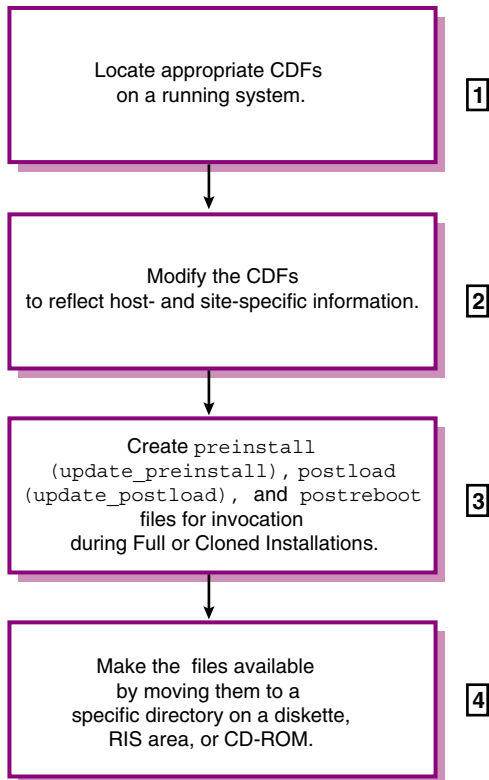 Locate appropriate CDFs
on a running system.
1
Modify the CDFs
to reflect host- and site-specific information.
2
Create preinstall
(update_preinstall), postload
(update_postload), and postreboot
files for invocation
during Full or Cloned Installations.
3
Make the files available
by moving them to a
specific directory on a diskette,
RIS area, or CD-ROM.
4